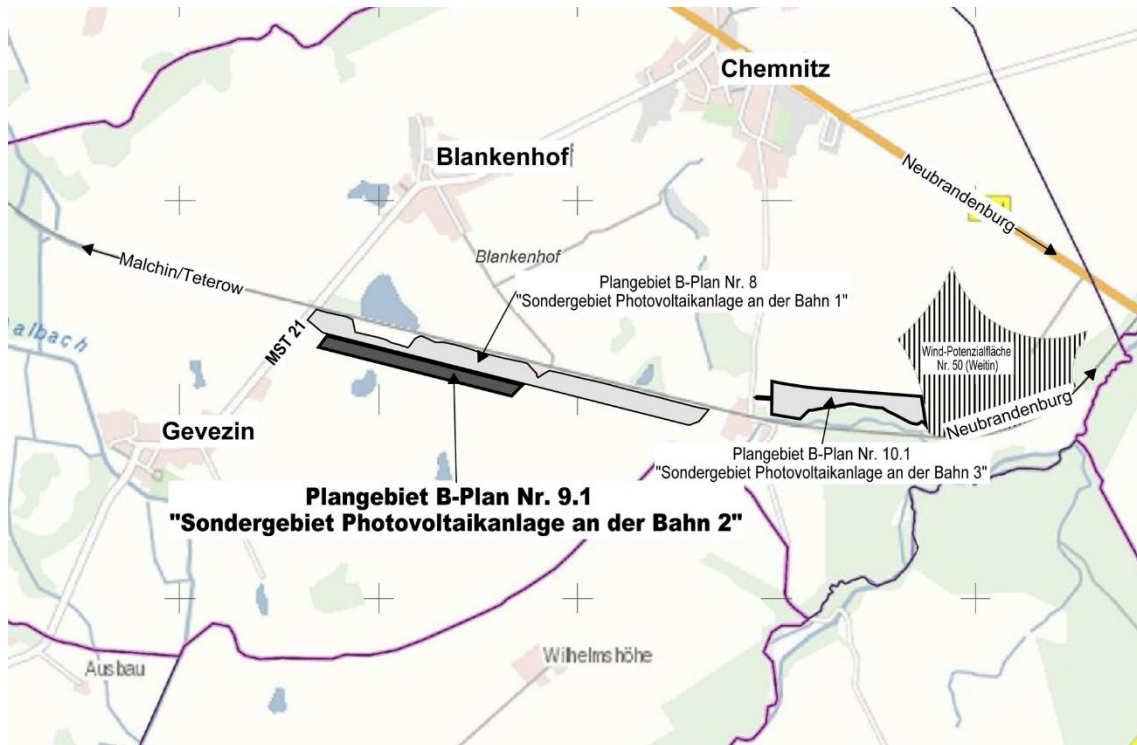 Chemnitz
Blankenhof
Neubrandenburg
Malchin/Teterow
Blankenhof
Plangebiet B-Plan Nr. 8
"Sondergebiet Photovoltaikanlage an der Bahn 1"
albach
MST 21
Wind-Potenzialfläche
Nr. 50 (Weitin)
Neubrandenburg
Gevezin
Plangebiet B-Plan Nr. 10.1
"Sondergebiet Photovoltaikanlage an der Bahn 3"
Plangebiet B-Plan Nr. 9.1
"Sondergebiet Photovoltaikanlage an der Bahn 2"
Ausbau
Wilhelmshöhe